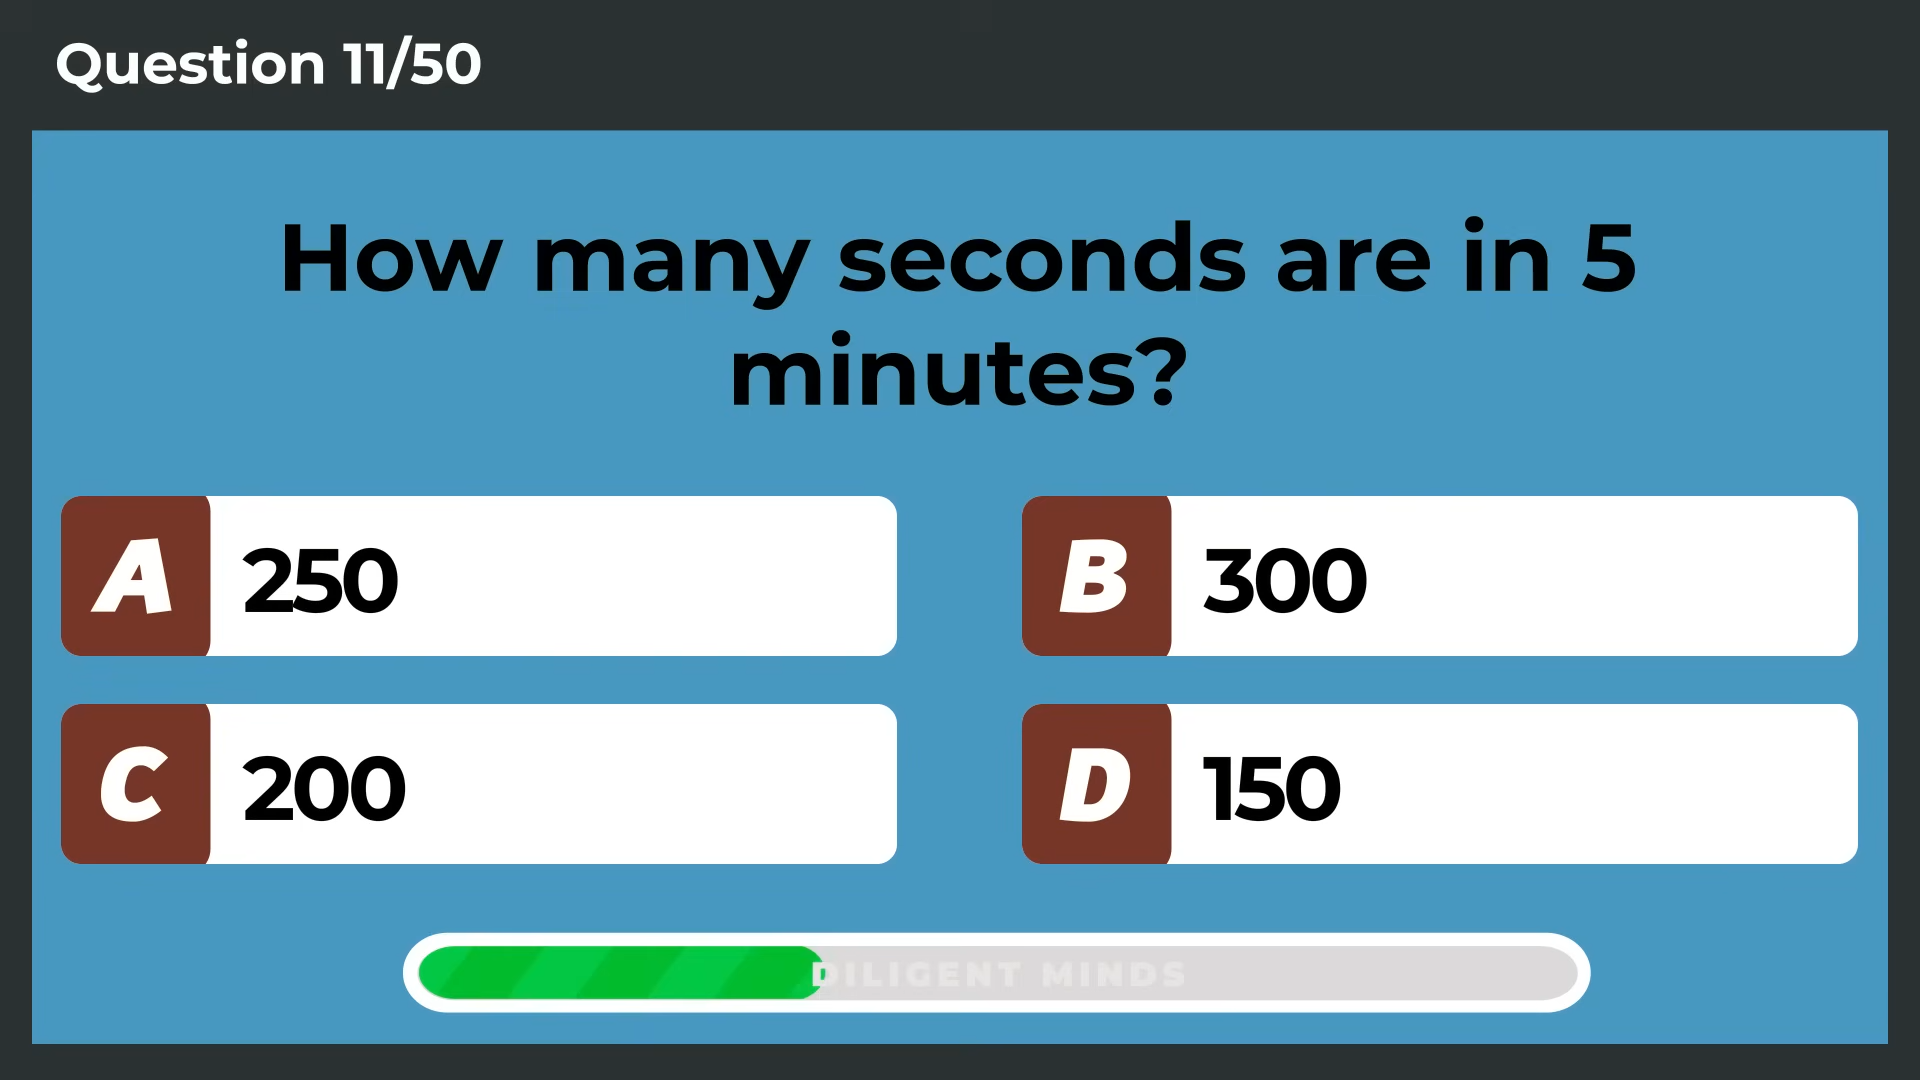 Question 11/50
How many seconds are in 5
minutes?
A 250
B 300
C 200
D 150
DILIGENT MINDS